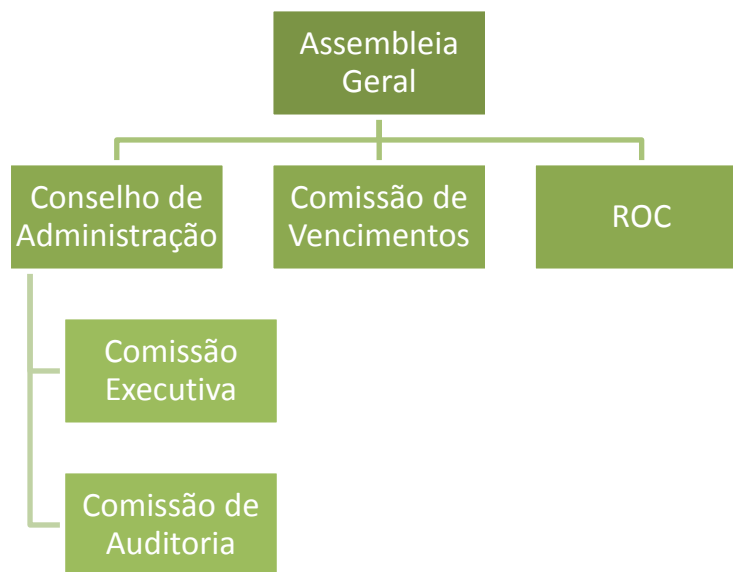 Assembleia
Geral
Conselho de
Administração
Comissão de
Vencimentos
ROC
Comissão
Executiva
Comissão de
Auditoria